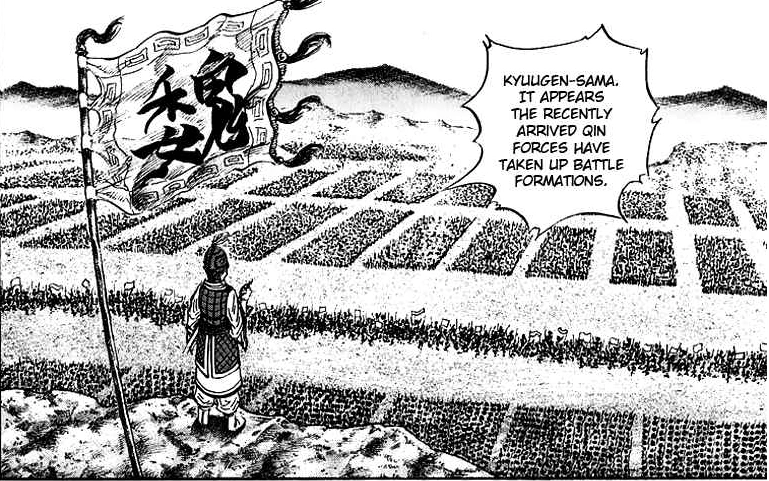 魏
KYUUGEN-SAMA.
IT APPEARS
THE RECENTLY
ARRIVED QIN
FORCES HAVE
TAKEN UP BATTLE
FORMATIONS.